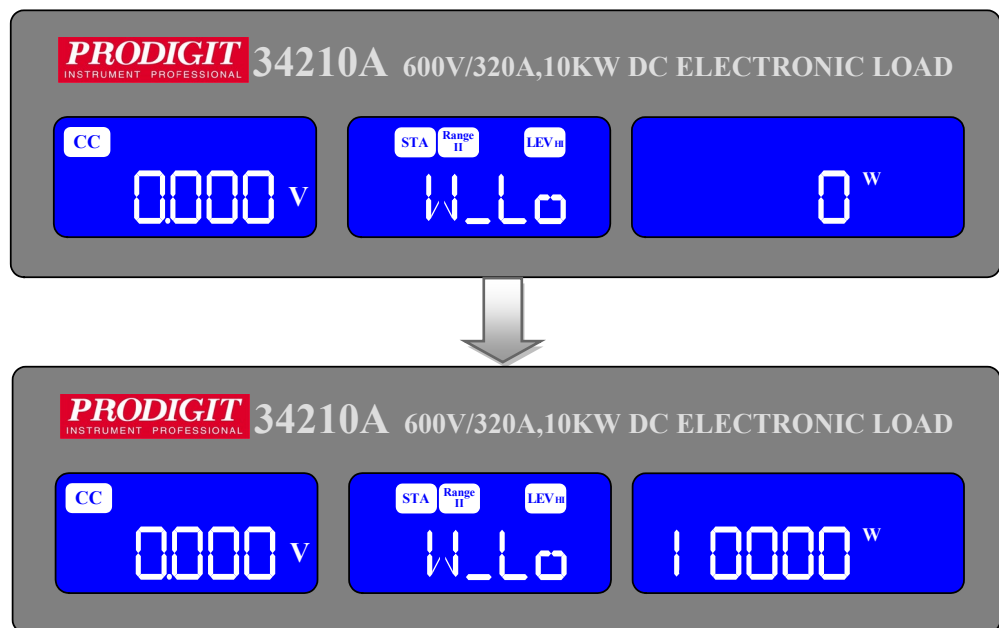 PRODIGIT
INSTRUMENT PROFESSIONAL
34210A 600V/320A,10KW DC ELECTRONIC LOAD
CC
0.000 V
STA Range II LEV HI
W_Lo
0 W
PRODIGIT
INSTRUMENT PROFESSIONAL
34210A 600V/320A,10KW DC ELECTRONIC LOAD
CC
0.000 V
STA Range II LEV HI
W_Lo
10000 W